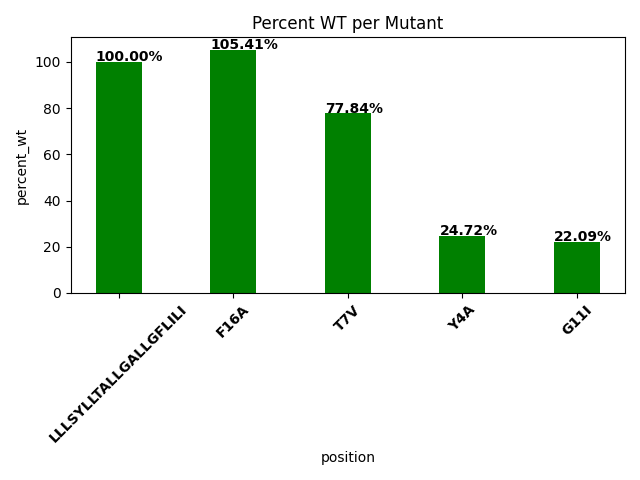 Percent WT per Mutant
percent_wt
100
80
60
40
20
0
100.00%
105.41%
77.84%
24.72%
22.09%
LLLSYLLTALLGALLGFLILI
F16A
T7V
Y4A
G11I
position